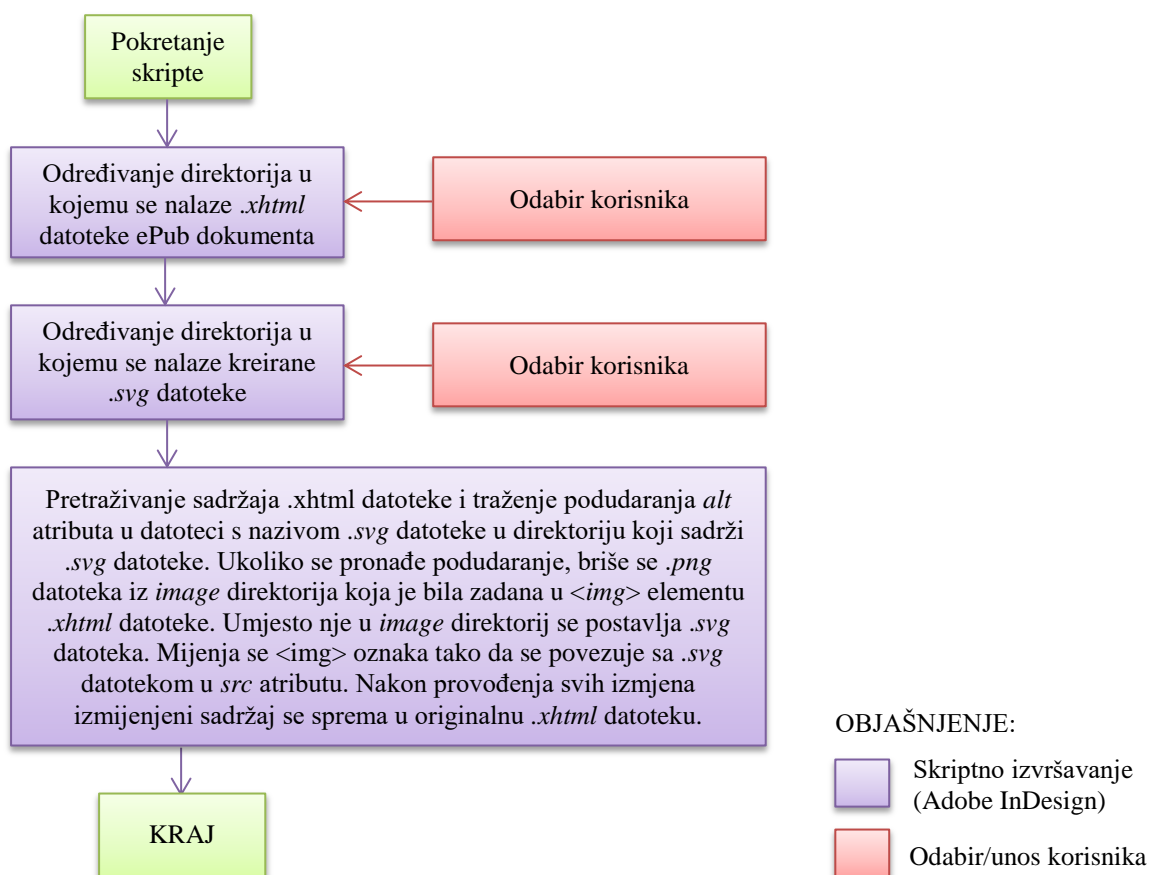 Pokretanje
skripte
Određivanje direktorija u
kojemu se nalaze .xhtml
datoteke ePub dokumenta
Odabir korisnika
Određivanje direktorija u
kojemu se nalaze kreirane
.svg datoteke
Odabir korisnika
Pretraživanje sadržaja .xhtml datoteke i traženje podudaranja alt
atributa u datoteci s nazivom .svg datoteke u direktoriju koji sadrži
.svg datoteke. Ukoliko se pronađe podudaranje, briše se .png
datoteka iz image direktorija koja je bila zadana u <img> elementu
.xhtml datoteke. Umjesto nje u image direktorij se postavlja .svg
datoteka. Mijenja se <img> oznaka tako da se povezuje sa .svg
datotekom u src atributu. Nakon provođenja svih izmjena
izmijenjeni sadržaj se sprema u originalnu .xhtml datoteku.
KRAJ
OBJAŠNJENJE:
Skriptno izvršavanje
(Adobe InDesign)
Odabir/unos korisnika